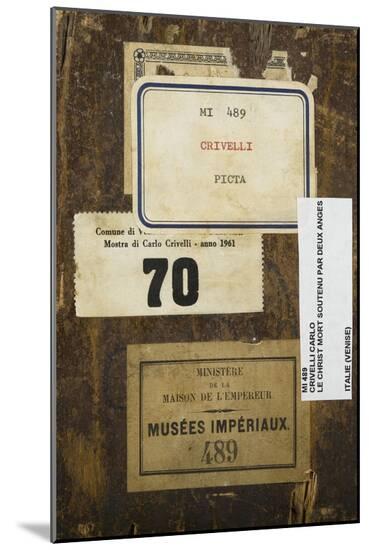 MI 489
CRIVELLI
PICTA
Comune di
Mostra di Carlo Crivelli - anno 1961
70
MI 489
CRIVELLI CARLO
LE CHRIST MORT SOUTENU PAR DEUX ANGES
ITALIE (VENISE)
MINISTÈRE
DE LA
MAISON DE L'EMPEREUR
MUSÉES IMPÉRIAUX.
489